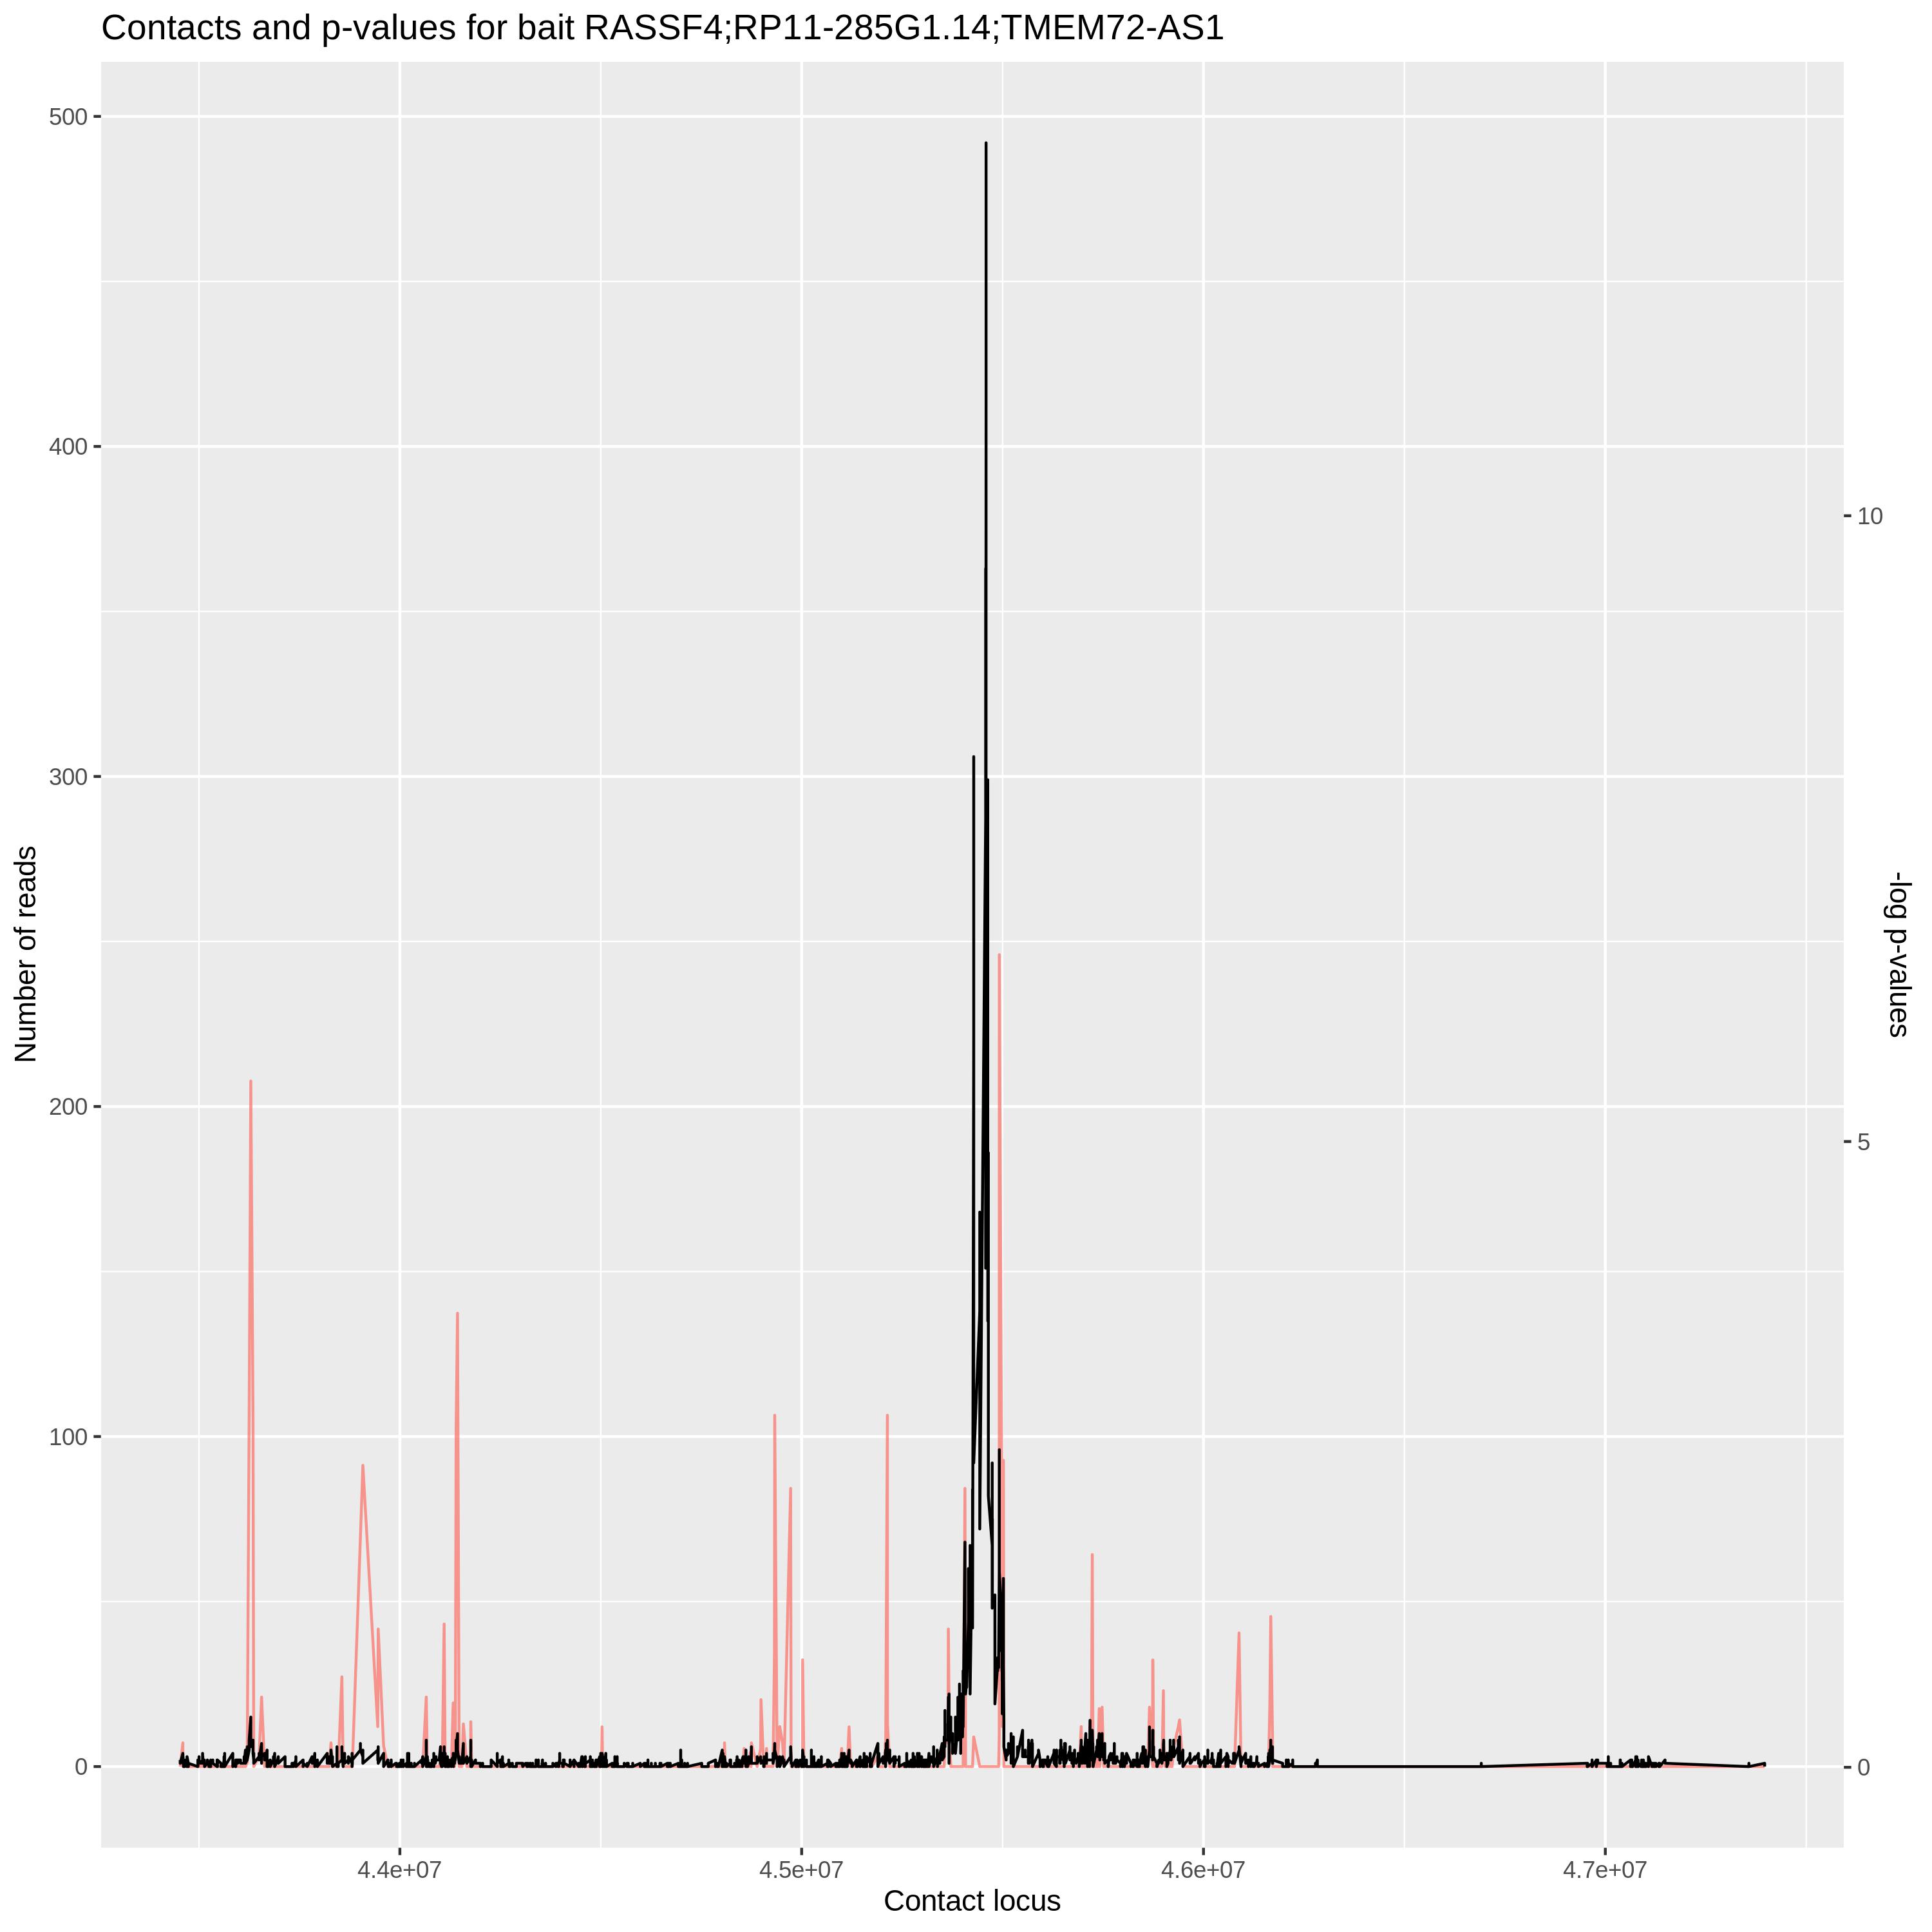 Contacts and p-values for bait RASSF4;RP11-285G1.14;TMEM72-AS1
500
400
300
200
100
0
Number of reads
10
5
0
-log p-values
4.4e+07
4.5e+07
4.6e+07
4.7e+07
Contact locus